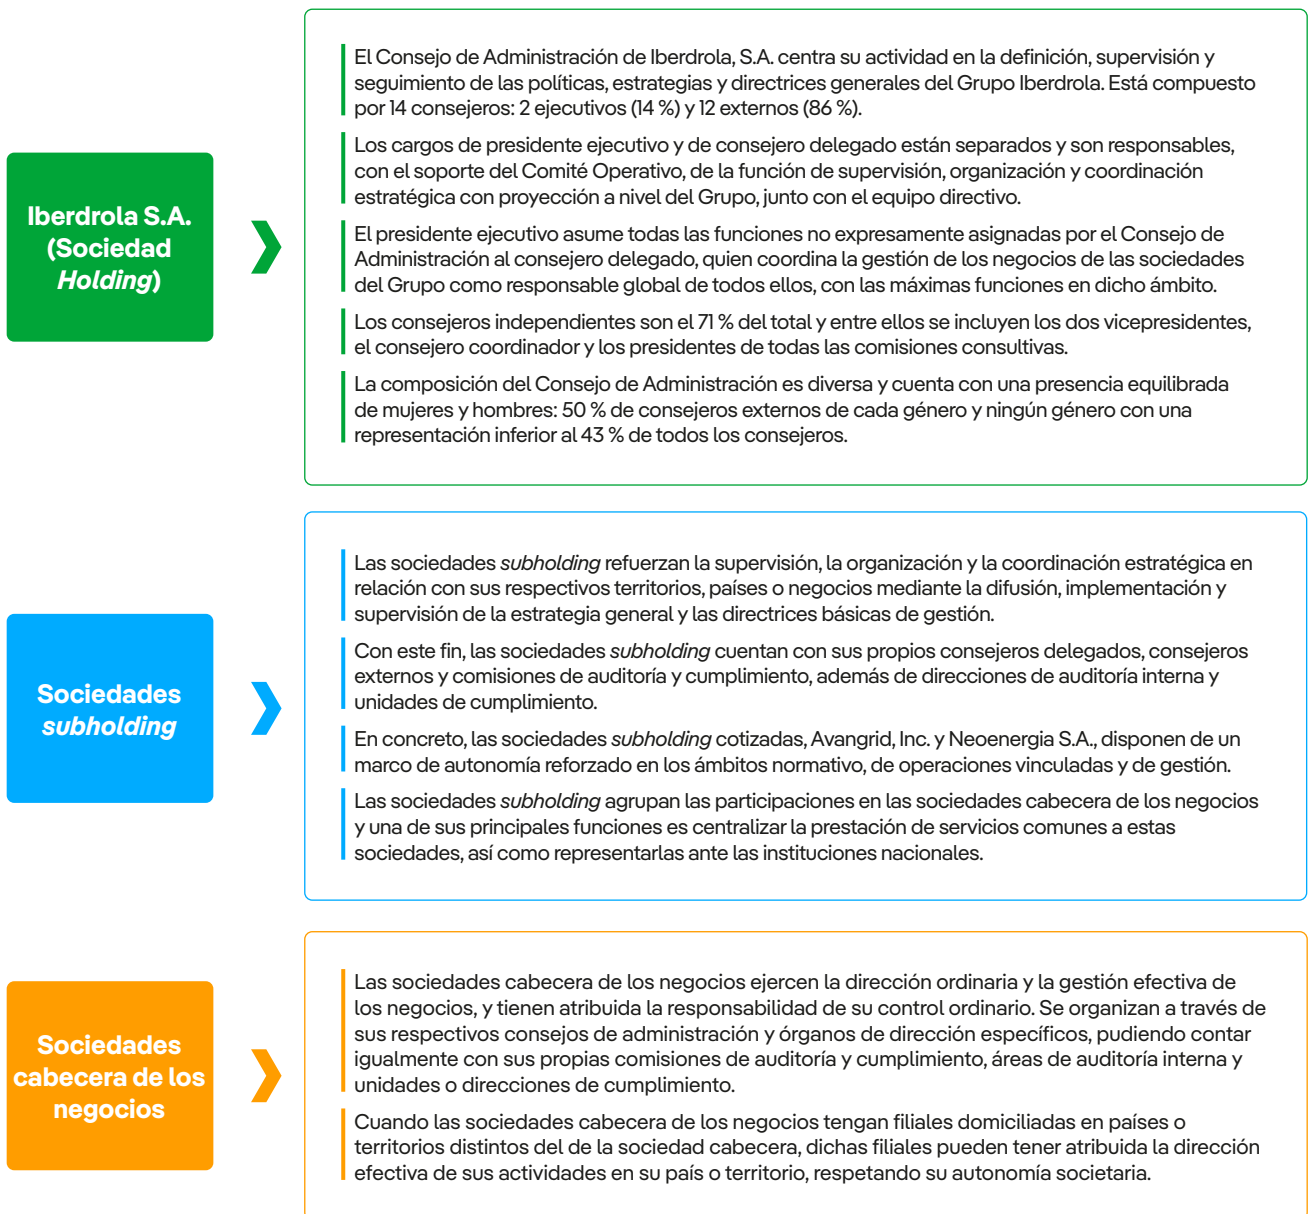 Iberdrola S.A.
(Sociedad
Holding)
El Consejo de Administración de Iberdrola, S.A. centra su actividad en la definición, supervisión y
seguimiento de las políticas, estrategias y directrices generales del Grupo Iberdrola. Está compuesto
por 14 consejeros: 2 ejecutivos (14 %) y 12 externos (86 %).
Los cargos de presidente ejecutivo y de consejero delegado están separados y son responsables,
con el soporte del Comité Operativo, de la función de supervisión, organización y coordinación
estratégica con proyección a nivel del Grupo, junto con el equipo directivo.
El presidente ejecutivo asume todas las funciones no expresamente asignadas por el Consejo de
Administración al consejero delegado, quien coordina la gestión de los negocios de las sociedades
del Grupo como responsable global de todos ellos, con las máximas funciones en dicho ámbito.
Los consejeros independientes son el 71 % del total y entre ellos se incluyen los dos vicepresidentes,
el consejero coordinador y los presidentes de todas las comisiones consultivas.
La composición del Consejo de Administración es diversa y cuenta con una presencia equilibrada
de mujeres y hombres: 50 % de consejeros externos de cada género y ningún género con una
representación inferior al 43 % de todos los consejeros.
Sociedades
subholding
Las sociedades subholding refuerzan la supervisión, la organización y la coordinación estratégica en
relación con sus respectivos territorios, países o negocios mediante la difusión, implementación y
supervisión de la estrategia general y las directrices básicas de gestión.
Con este fin, las sociedades subholding cuentan con sus propios consejeros delegados, consejeros
externos y comisiones de auditoría y cumplimiento, además de direcciones de auditoría interna y
unidades de cumplimiento.
En concreto, las sociedades subholding cotizadas, Avangrid, Inc. y Neoenergia S.A., disponen de un
marco de autonomía reforzado en los ámbitos normativo, de operaciones vinculadas y de gestión.
Las sociedades subholding agrupan las participaciones en las sociedades cabecera de los negocios
y una de sus principales funciones es centralizar la prestación de servicios comunes a estas
sociedades, así como representarlas ante las instituciones nacionales.
Sociedades
cabecera de los
negocios
Las sociedades cabecera de los negocios ejercen la dirección ordinaria y la gestión efectiva de
los negocios, y tienen atribuida la responsabilidad de su control ordinario. Se organizan a través de
sus respectivos consejos de administración y órganos de dirección específicos, pudiendo contar
igualmente con sus propias comisiones de auditoría y cumplimiento, áreas de auditoría interna y
unidades o direcciones de cumplimiento.
Cuando las sociedades cabecera de los negocios tengan filiales domiciliadas en países o
territorios distintos del de la sociedad cabecera, dichas filiales pueden tener atribuida la dirección
efectiva de sus actividades en su país o territorio, respetando su autonomía societaria.